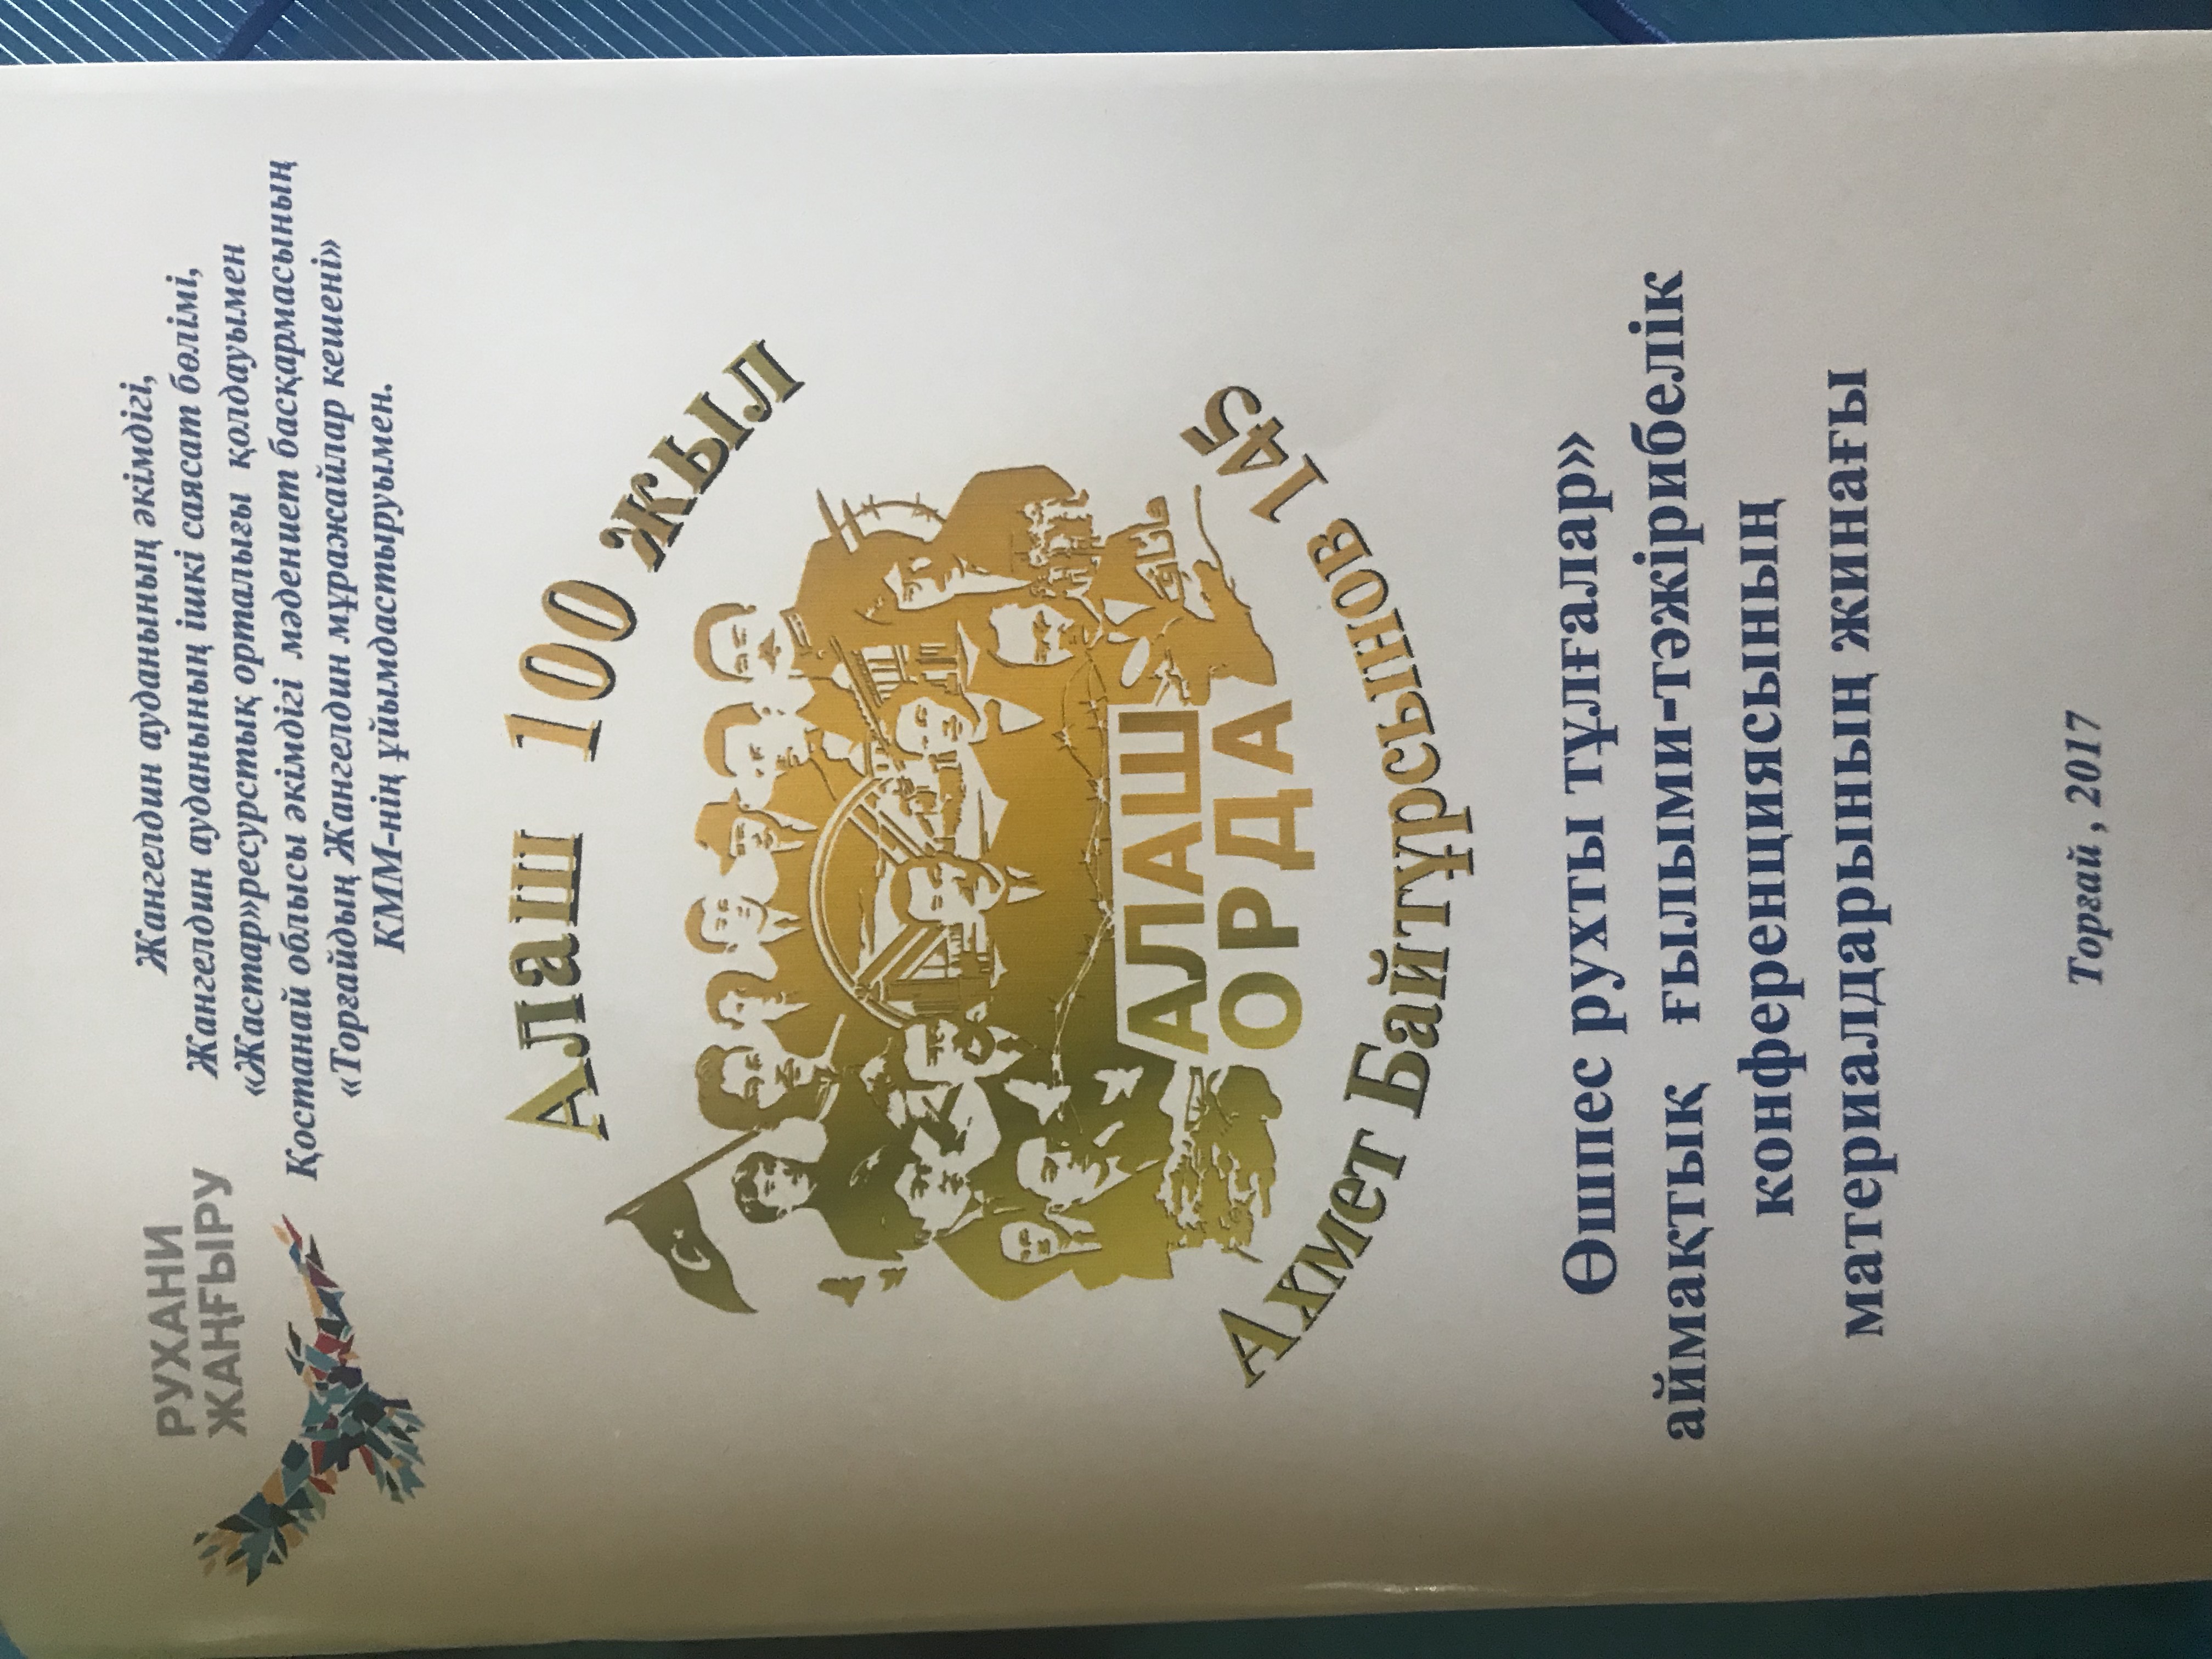 РУХАНИ
ЖАҢҒЫРУ
Жангелдин ауданының әкімдігі,
Жангелдин ауданының ішкі саясат бөлімі,
«Жастар»ресурстық орталығы қолдауымен
Қостанай облысы әкімдігі мәдениет басқармасының
«Торғайдың Жангелдин мұражайлар кешені»
КММ-нің ұйымдастыруымен.
Алаш 100 жыл
АЛАШ
ОРДА
Ахмет Байтұрсынов 145
Өшпес рухты тұлғалар»
аймақтық ғылыми-тәжірибелік
конференциясының
материалдарының жинағы
Торғай , 2017